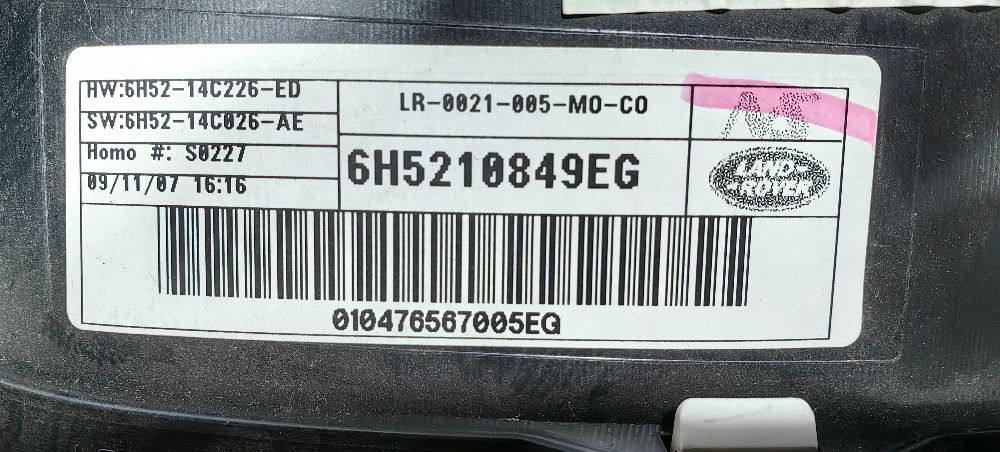 HW:6H52-14C226-ED
SW:6H52-14C026-AE
Homo #: S0227
09/11/07 16:16
LR-0021-005-MO-CO
6H5210849EG
LAND
ROVER
010476567005EG